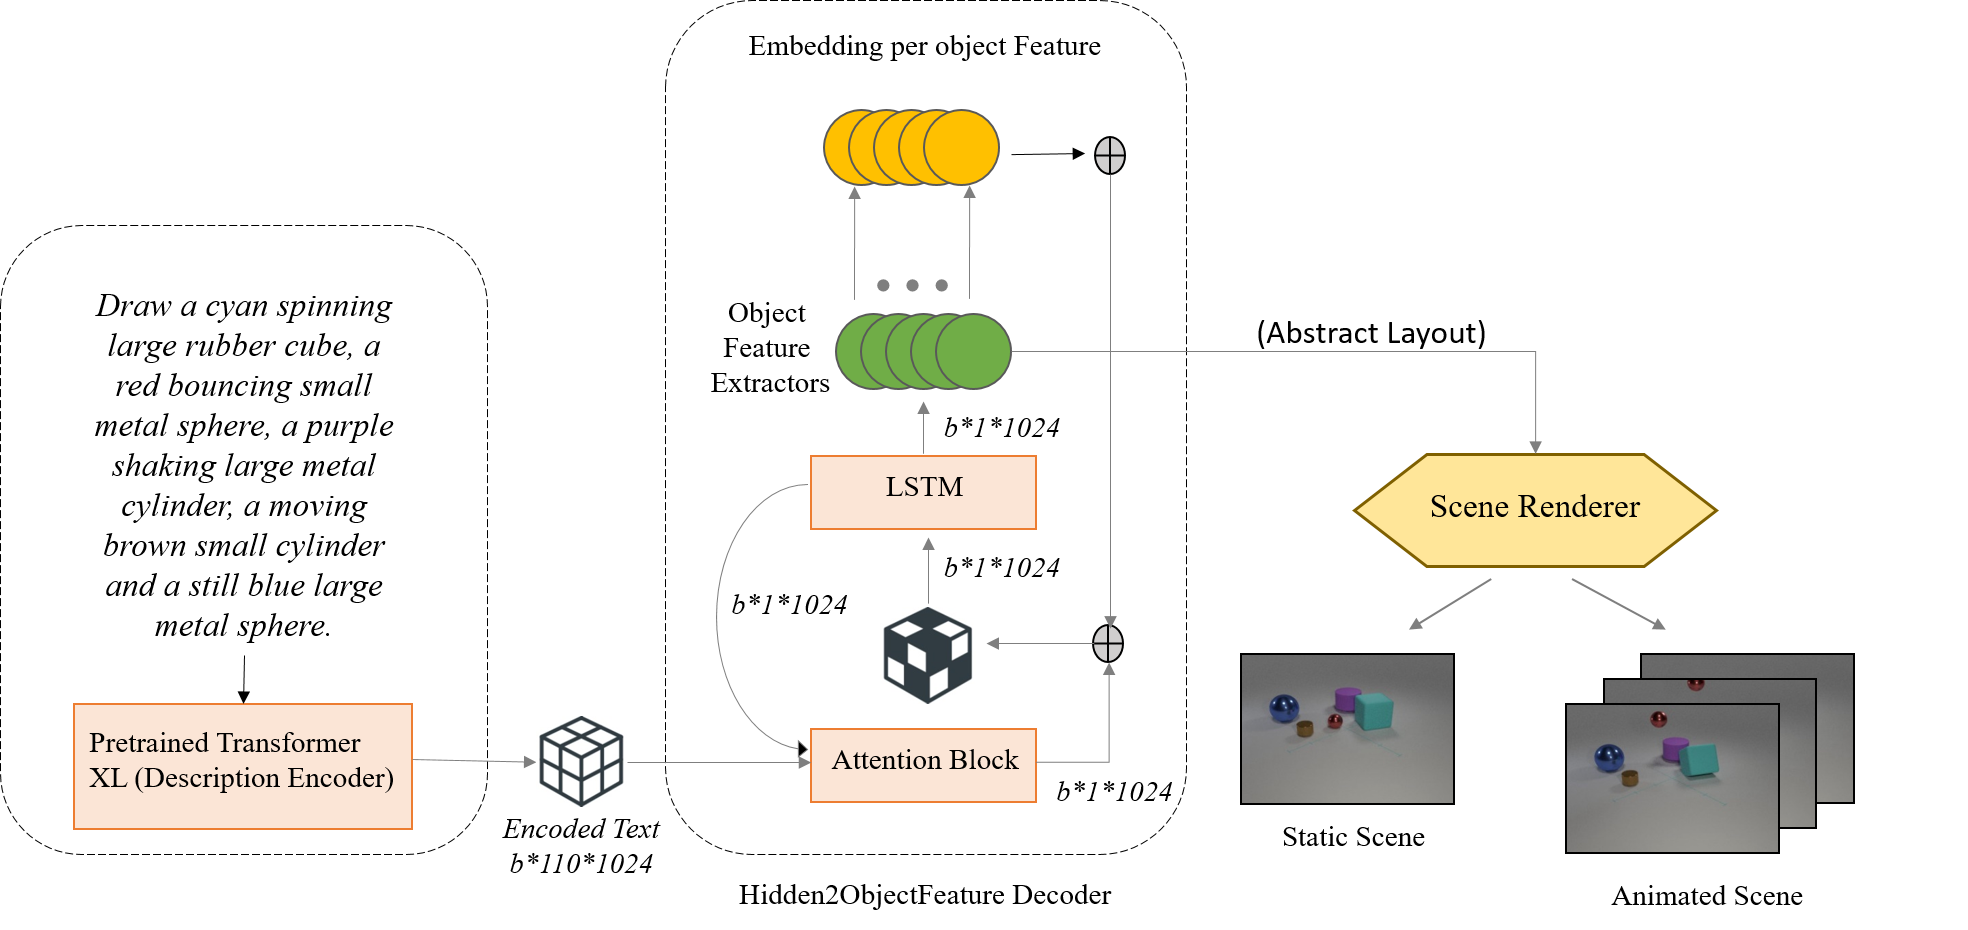 Embedding per object Feature
Draw a cyan spinning
large rubber cube, a
red bouncing small
metal sphere, a purple
shaking large metal
cylinder, a moving
brown small cylinder
and a still blue large
metal sphere.
Pretrained Transformer
XL (Description Encoder)
Encoded Text
b*110*1024
Object
Feature
Extractors
b*1*1024
LSTM
b*1*1024
b*1*1024
Attention Block
b*1*1024
Hidden2ObjectFeature Decoder
(Abstract Layout)
Scene Renderer
Static Scene
Animated Scene